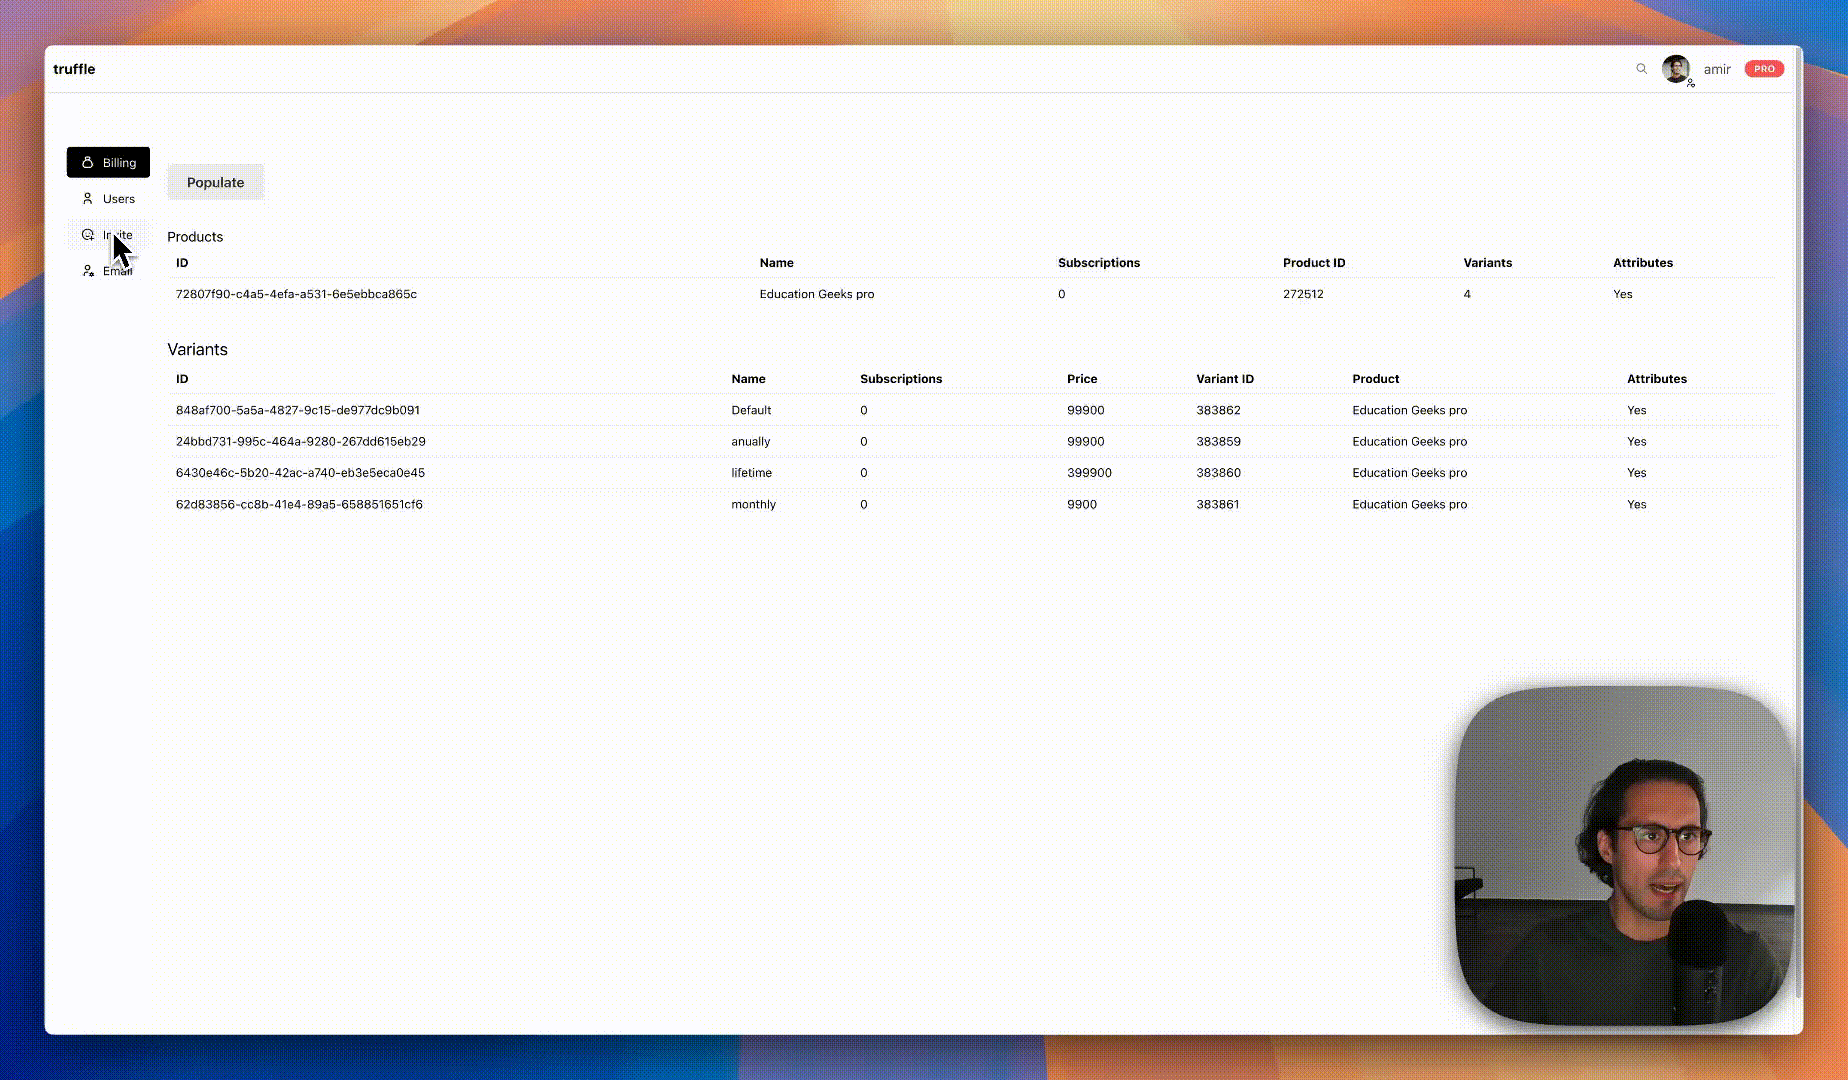 truffle
amir PRO
Billing
Users
Invite
Email
Populate
Products
ID Name Subscriptions Product ID Variants Attributes
72807f90-c4a5-4efa-a531-6e5ebbca865c Education Geeks pro 0 272512 4 Yes
Variants
ID Name Subscriptions Price Variant ID Product Attributes
848af700-5a5a-4827-9c15-de977dc9b091 Default 0 99900 383862 Education Geeks pro Yes
24bbd731-995c-464a-9280-267dd615eb29 anually 0 99900 383859 Education Geeks pro Yes
6430e46c-5b20-42ac-a740-eb3e5eca0e45 lifetime 0 399900 383860 Education Geeks pro Yes
62d83856-cc8b-41e4-89a5-658851651cf6 monthly 0 9900 383861 Education Geeks pro Yes